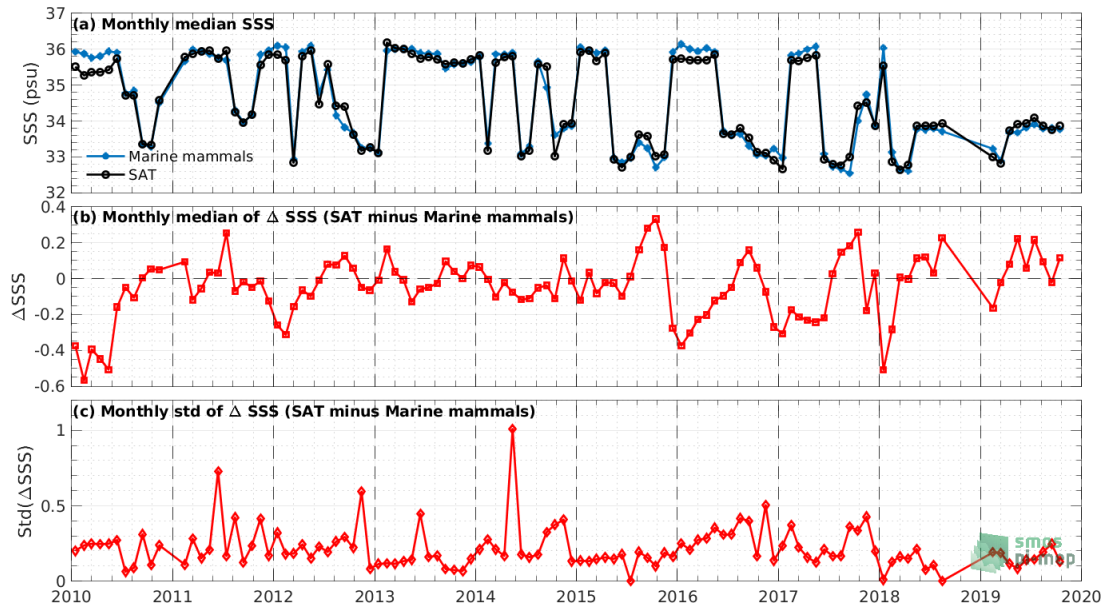 (a) Monthly median SSS
37
36
35
34
33
32
SSS (psu)
Marine mammals
SAT
(b) Monthly median of Δ SSS (SAT minus Marine mammals)
0.4
0.2
0
-0.2
-0.4
-0.6
ΔSSS
(c) Monthly std of Δ SSS (SAT minus Marine mammals)
1
0.5
0
Std(ΔSSS)
smos
2010 2011 2012 2013 2014 2015 2016 2017 2018 2019 2020